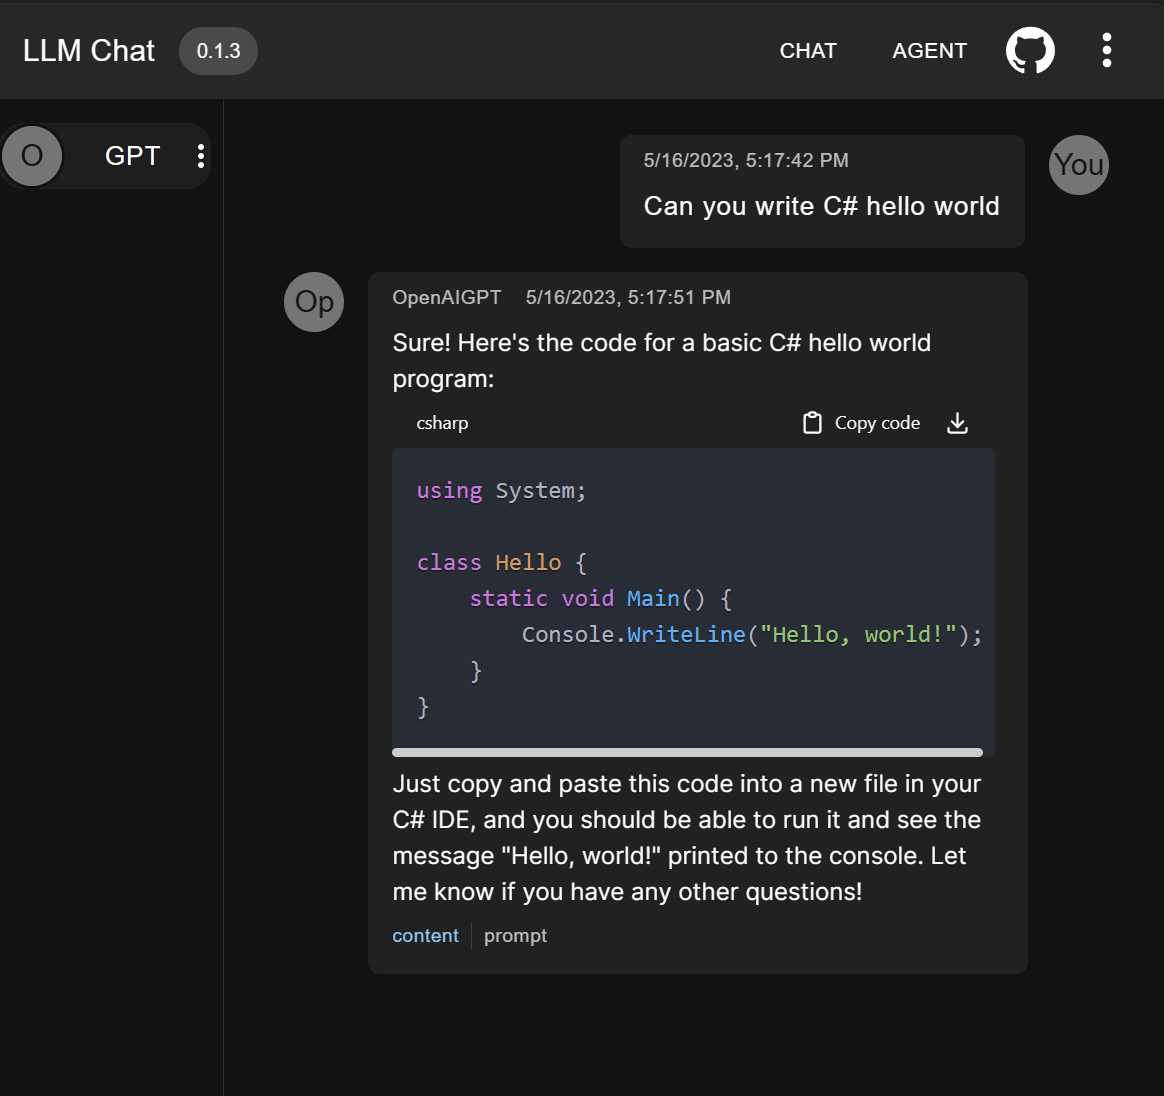 LLM Chat 0.1.3 CHAT AGENT
O GPT
5/16/2023, 5:17:42 PM
You
Can you write C# hello world
Op
OpenAIGPT 5/16/2023, 5:17:51 PM
Sure! Here's the code for a basic C# hello world
program:
csharp Copy code
using System;
class Hello {
    static void Main() {
        Console.WriteLine("Hello, world!");
    }
}
Just copy and paste this code into a new file in your
C# IDE, and you should be able to run it and see the
message "Hello, world!" printed to the console. Let
me know if you have any other questions!
content prompt